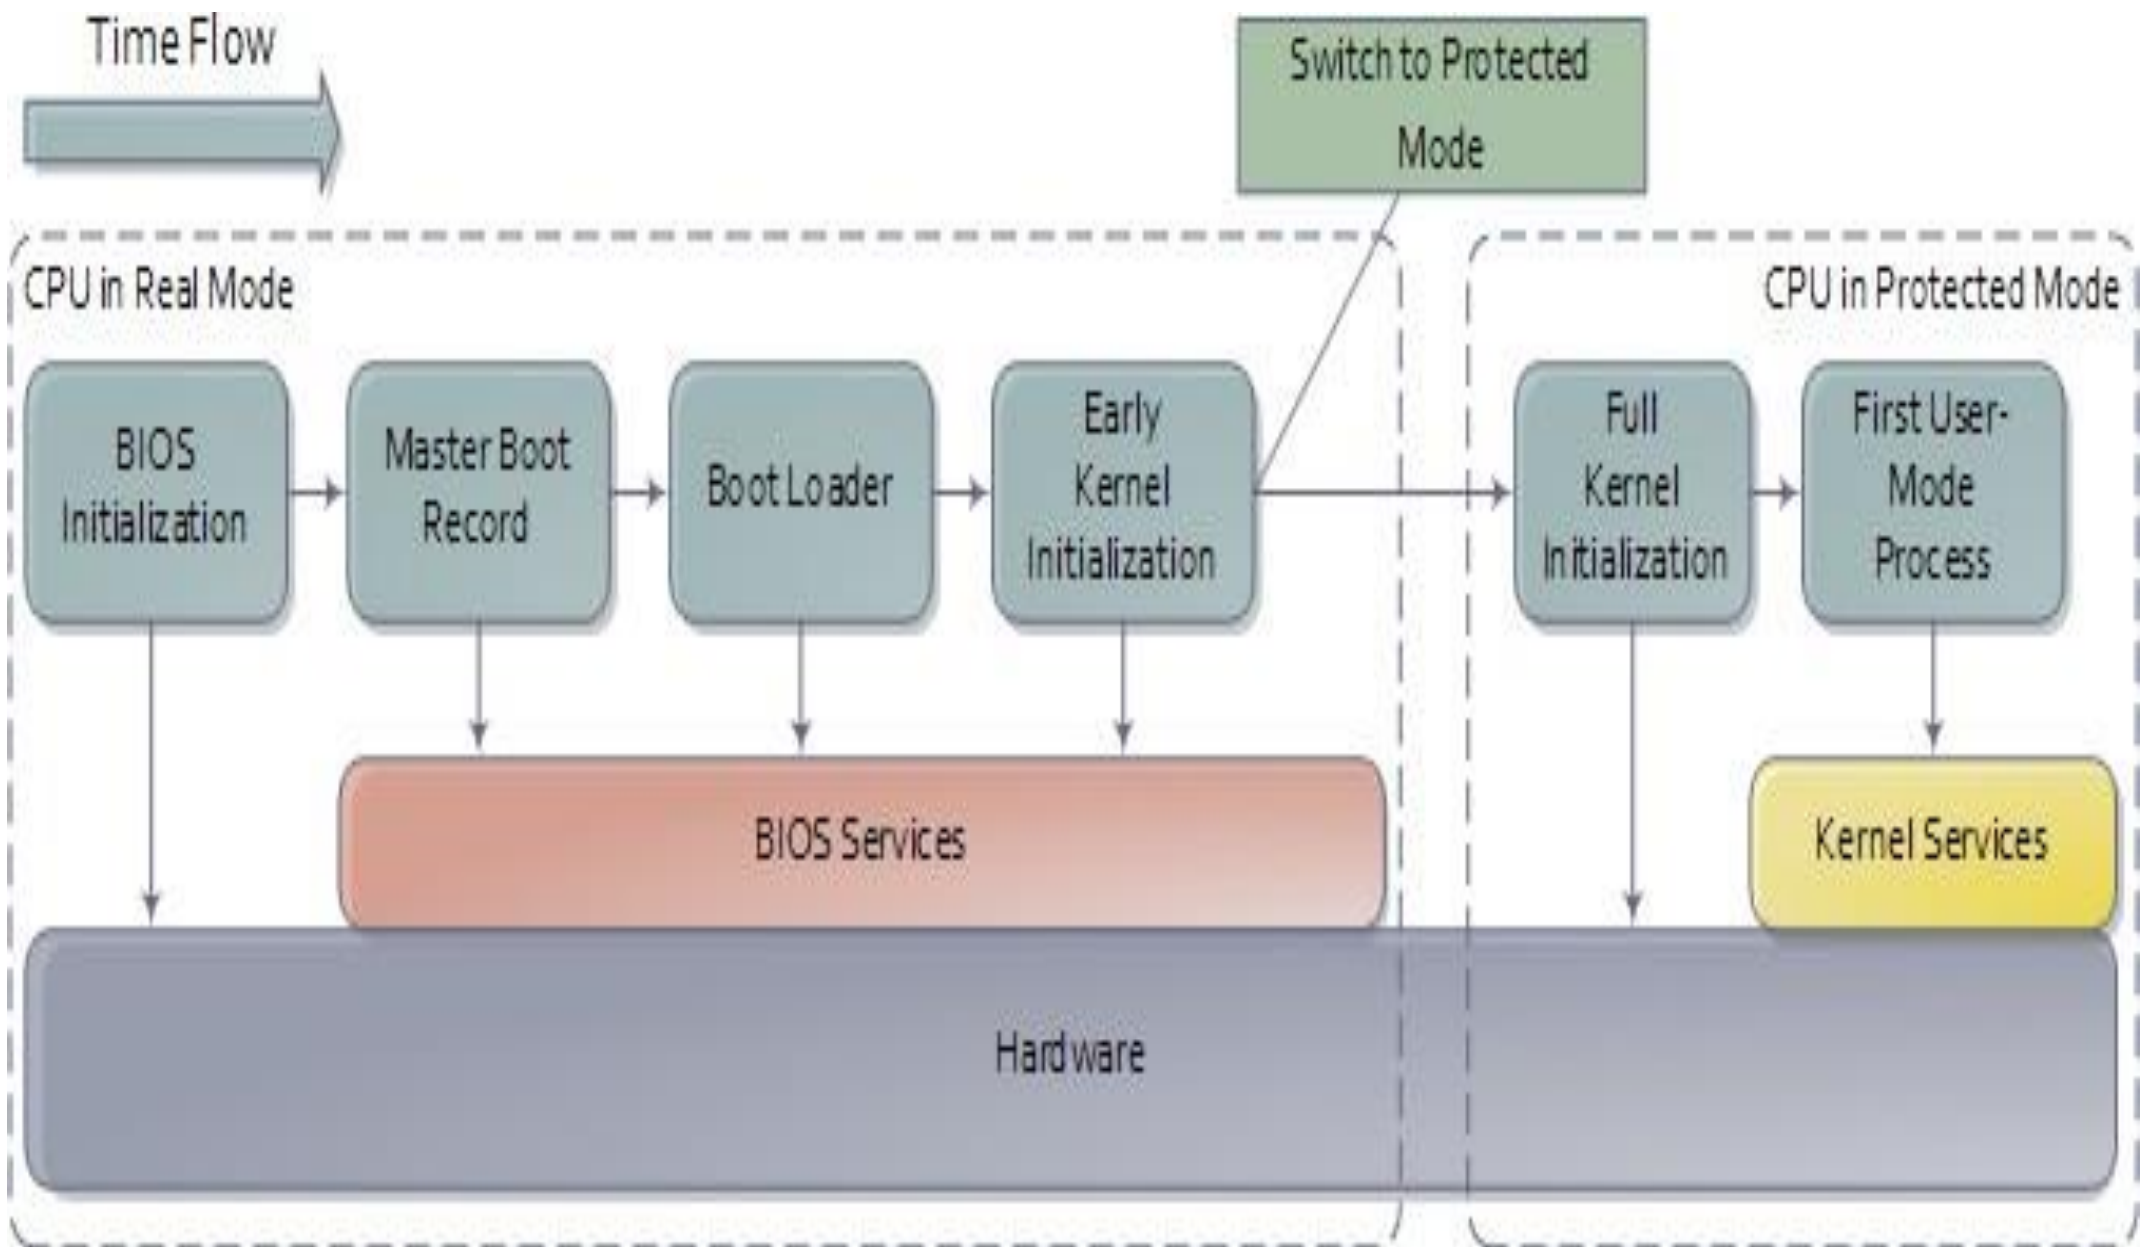 Time Flow
Switch to Protected
Mode
CPU in Real Mode
CPU in Protected Mode
BIOS
Initialization
Master Boot
Record
Boot Loader
Early
Kernel
Initialization
Full
Kernel
Initialization
First User-
Mode
Process
BIOS Services
Kernel Services
Hardware